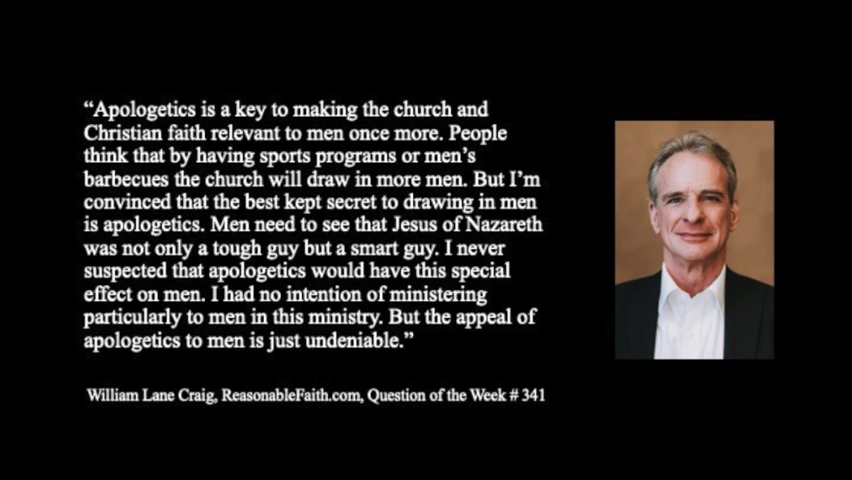 “Apologetics is a key to making the church and
Christian faith relevant to men once more. People
think that by having sports programs or men’s
barbecues the church will draw in more men. But I’m
convinced that the best kept secret to drawing in men
is apologetics. Men need to see that Jesus of Nazareth
was not only a tough guy but a smart guy. I never
suspected that apologetics would have this special
effect on men. I had no intention of ministering
particularly to men in this ministry. But the appeal of
apologetics to men is just undeniable.”
William Lane Craig, ReasonableFaith.com, Question of the Week # 341